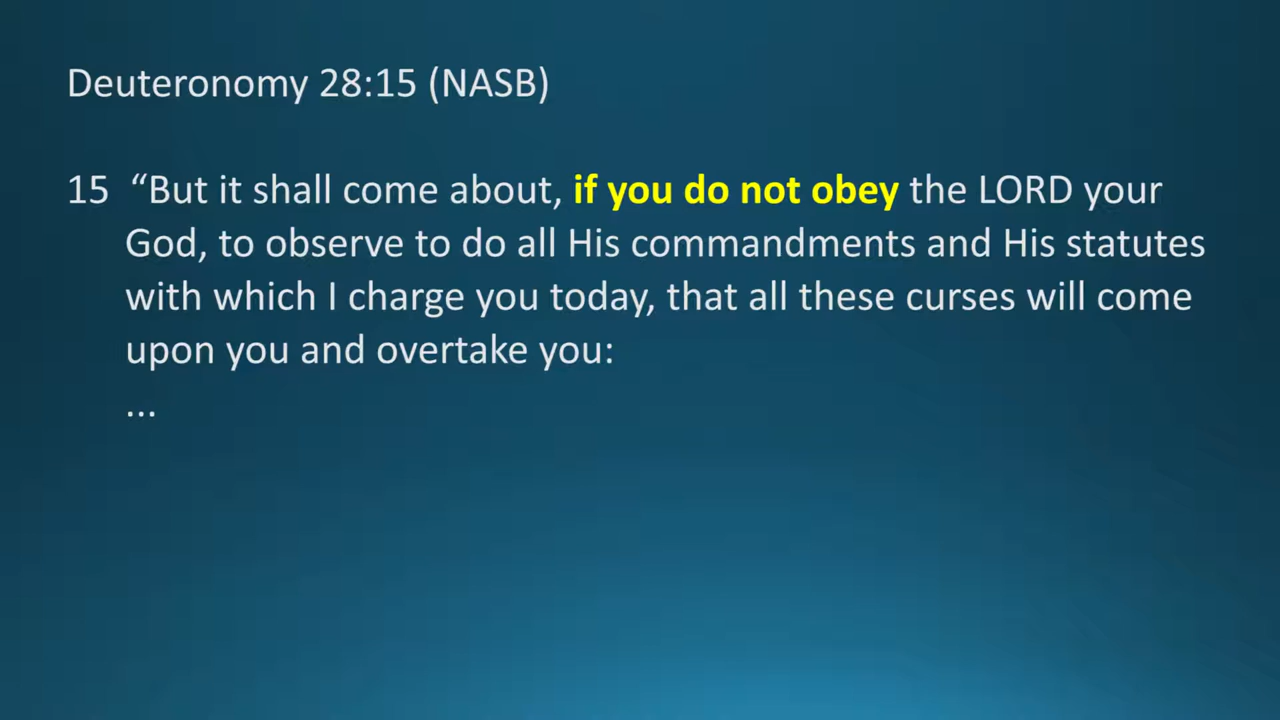 Deuteronomy 28:15 (NASB)
15 “But it shall come about, if you do not obey the LORD your
God, to observe to do all His commandments and His statutes
with which I charge you today, that all these curses will come
upon you and overtake you:
...